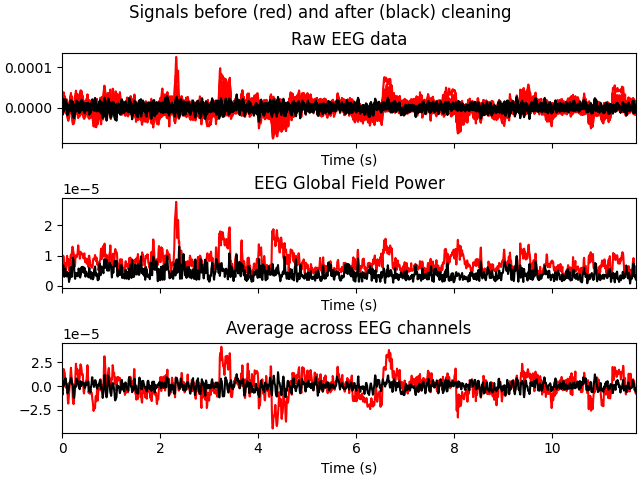 Signals before (red) and after (black) cleaning
Raw EEG data
0.0001
0.0000
Time (s)
EEG Global Field Power
1e−5
2
1
0
Time (s)
Average across EEG channels
1e−5
2.5
0.0
−2.5
0 2 4 6 8 10
Time (s)